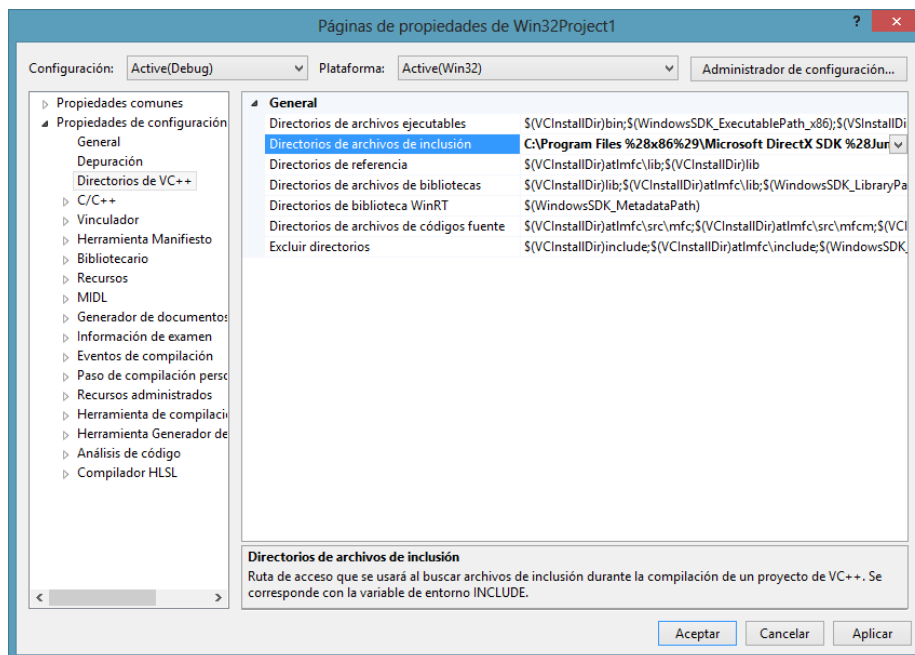 Páginas de propiedades de Win32Project1
? ×
Configuración: Active(Debug) Plataforma: Active(Win32) Administrador de configuración...
Propiedades comunes
Propiedades de configuración
General
Depuración
Directorios de VC++
C/C++
Vinculador
Herramienta Manifiesto
Bibliotecario
Recursos
MIDL
Generador de documentos
Información de examen
Eventos de compilación
Paso de compilación perso
Recursos administrados
Herramienta de compilaci
Herramienta Generador de
Análisis de código
Compilador HLSL
General
Directorios de archivos ejecutables $(VCInstallDir)bin;$(WindowsSDK_ExecutablePath_x86);$(VSInstallDi
Directorios de archivos de inclusión C:\Program Files %28x86%29\Microsoft DirectX SDK %28Jun
Directorios de referencia $(VCInstallDir)atlmfc\lib;$(VCInstallDir)lib
Directorios de archivos de bibliotecas $(VCInstallDir)lib;$(VCInstallDir)atlmfc\lib;$(WindowsSDK_LibraryPa
Directorios de biblioteca WinRT $(WindowsSDK_MetadataPath)
Directorios de archivos de códigos fuente $(VCInstallDir)atlmfc\src\mfc;$(VCInstallDir)atlmfc\src\mfcm;$(VCI
Excluir directorios $(VCInstallDir)include;$(VCInstallDir)atlmfc\include;$(WindowsSDK_
Directorios de archivos de inclusión
Ruta de acceso que se usará al buscar archivos de inclusión durante la compilación de un proyecto de VC++. Se
corresponde con la variable de entorno INCLUDE.
Aceptar Cancelar Aplicar